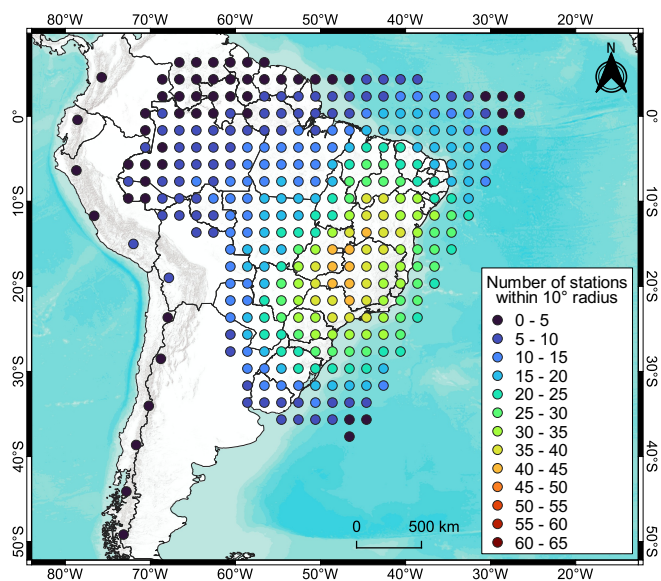 80°W 70°W 60°W 50°W 40°W 30°W 20°W
N
0° 0°
10°S 10°S
20°S 20°S
30°S 30°S
40°S 40°S
50°S 50°S
Number of stations
within 10° radius
0 - 5
5 - 10
10 - 15
15 - 20
20 - 25
25 - 30
30 - 35
35 - 40
40 - 45
45 - 50
50 - 55
55 - 60
60 - 65
0 500 km
80°W 70°W 60°W 50°W 40°W 30°W 20°W